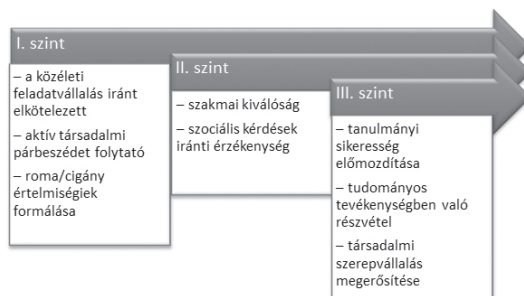 I. szint
– a közéleti
feladatvállalás iránt
elkötelezett
– aktív társadalmi
párbeszédet folytató
– roma/cigány
értelmiségiek
formálása
II. szint
– szakmai kiválóság
– szociális kérdések
iránti érzékenység
III. szint
– tanulmányi
sikeresség
előmozdítása
– tudományos
tevékenységben való
részvétel
– társadalmi
szerepvállalás
megerősítése